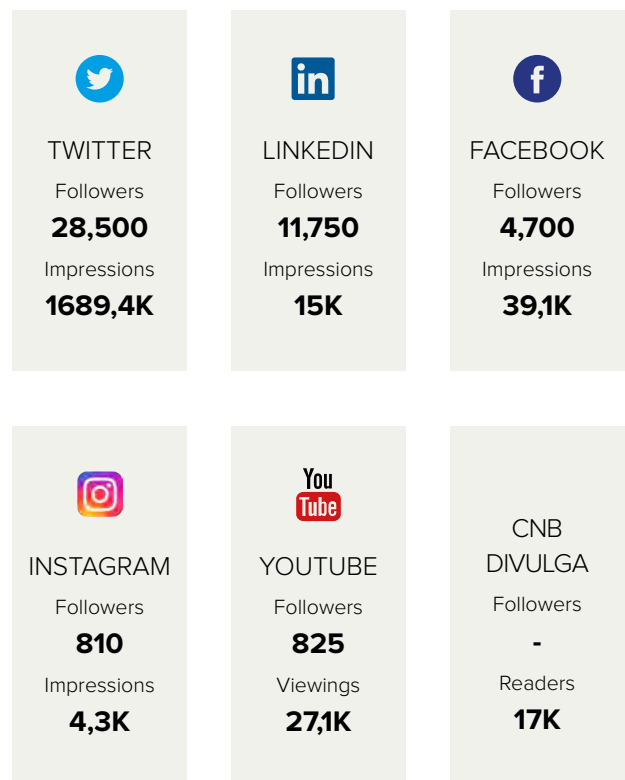 TWITTER
Followers
28,500
Impressions
1689,4K
in
LINKEDIN
Followers
11,750
Impressions
15K
f
FACEBOOK
Followers
4,700
Impressions
39,1K
INSTAGRAM
Followers
810
Impressions
4,3K
You
Tube
YOUTUBE
Followers
825
Viewings
27,1K
CNB
DIVULGA
Followers
-
Readers
17K